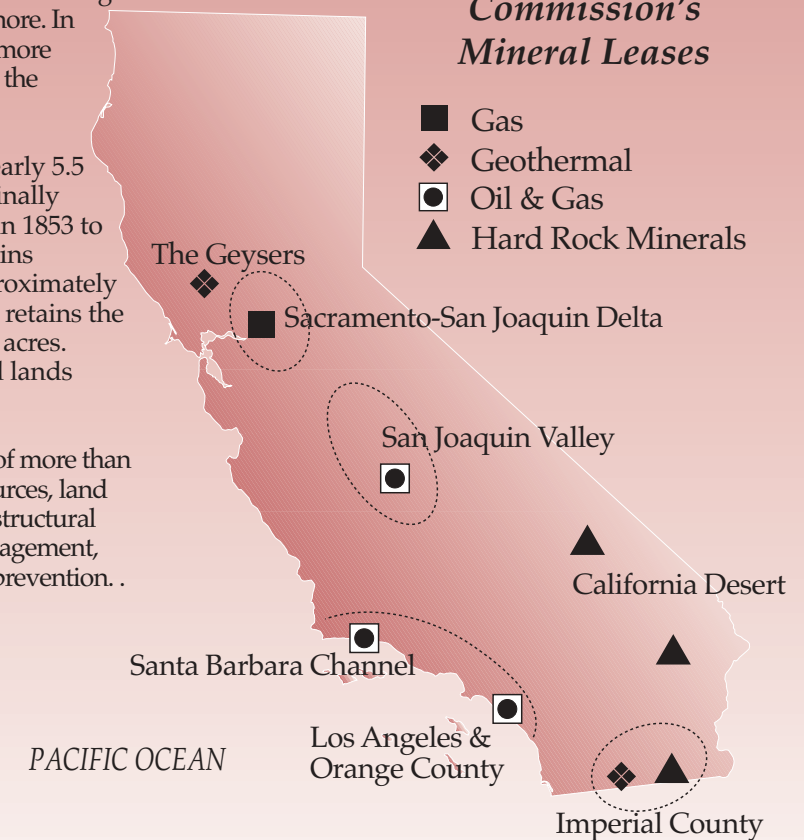 nore. In
more
the
early 5.5
inally
n 1853 to
ins
roximately
retains the
acres.
l lands
of more than
urces, land
structural
agement,
prevention. .
Commission's
Mineral Leases
Gas
Geothermal
Oil & Gas
Hard Rock Minerals
The Geysers
Sacramento-San Joaquin Delta
San Joaquin Valley
California Desert
Santa Barbara Channel
Los Angeles &
Orange County
PACIFIC OCEAN
Imperial County